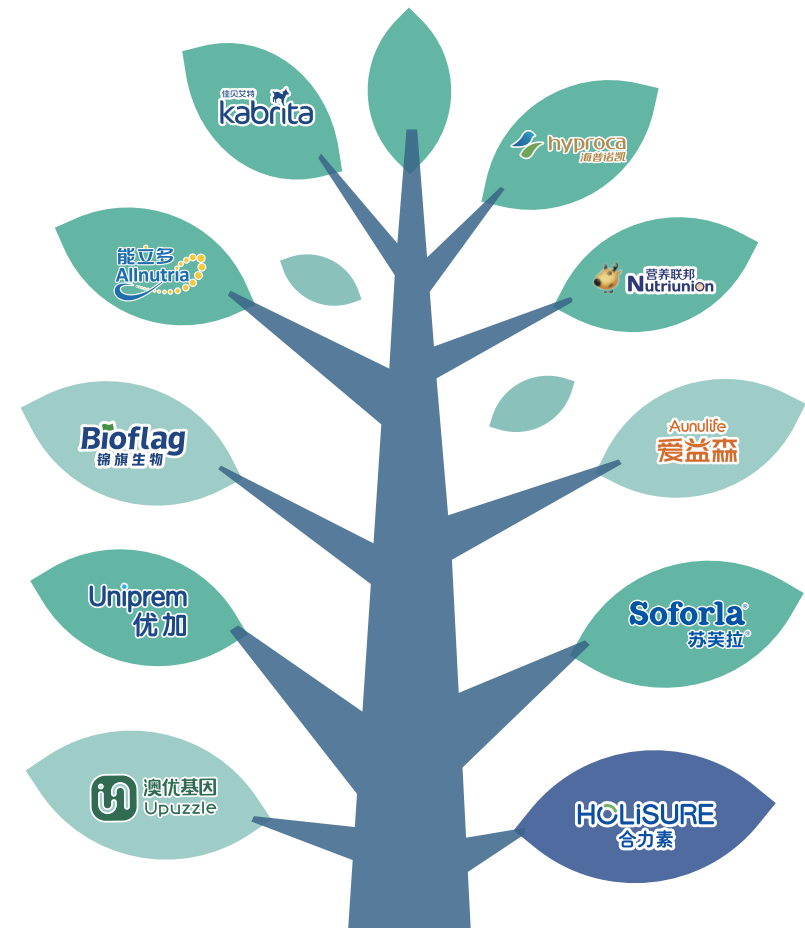 佳贝艾特
kabrita
hyproca
海普诺凯
能立多
Allnutria
营养联邦
Nutriunion
Bioflag
锦旗生物
Aunulife
爱益森
Uniprem
优加
Soforla®
苏芙拉®
澳优基因
Upuzzle
HOLiSURE
合力素